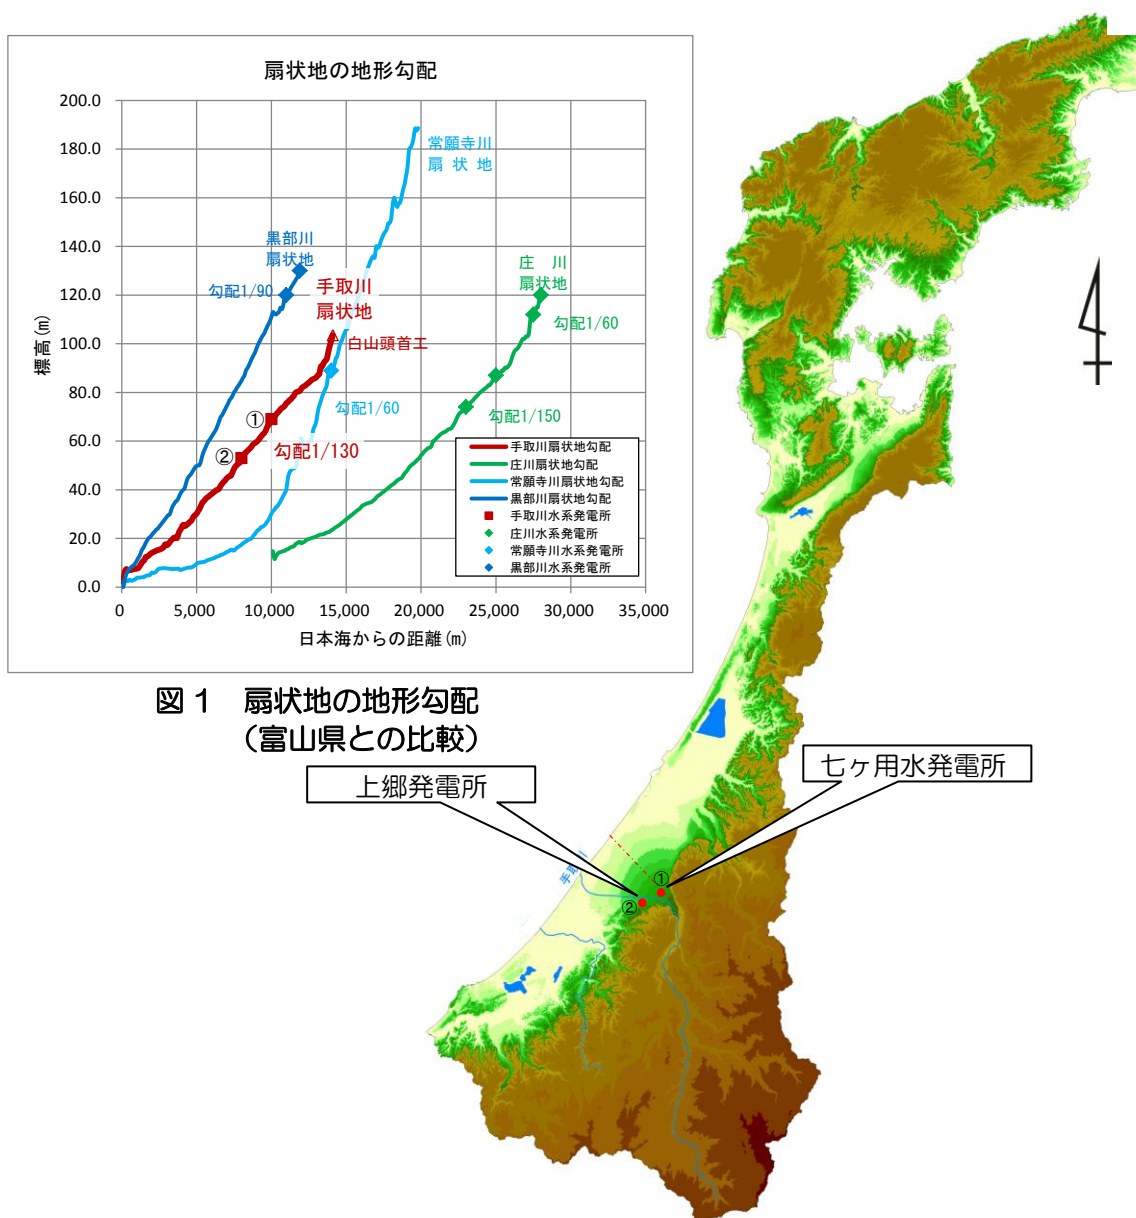 扇状地の地形勾配
標高(m)
200.0
180.0
160.0
140.0
120.0
100.0
80.0
60.0
40.0
20.0
0.0
0
5,000
10,000
15,000
20,000
25,000
30,000
35,000
日本海からの距離(m)
常願寺川
扇状地
黒部川
扇状地
勾配1/90
手取川
扇状地
白山頭首工
庄川
扇状地
勾配1/60
勾配1/60
勾配1/150
勾配1/130
①
②
手取川扇状地勾配
庄川扇状地勾配
常願寺川扇状地勾配
黒部川扇状地勾配
手取川水系発電所
庄川水系発電所
常願寺川水系発電所
黒部川水系発電所
図1 扇状地の地形勾配
(富山県との比較)
上郷発電所
七ヶ用水発電所
手取川
①
②